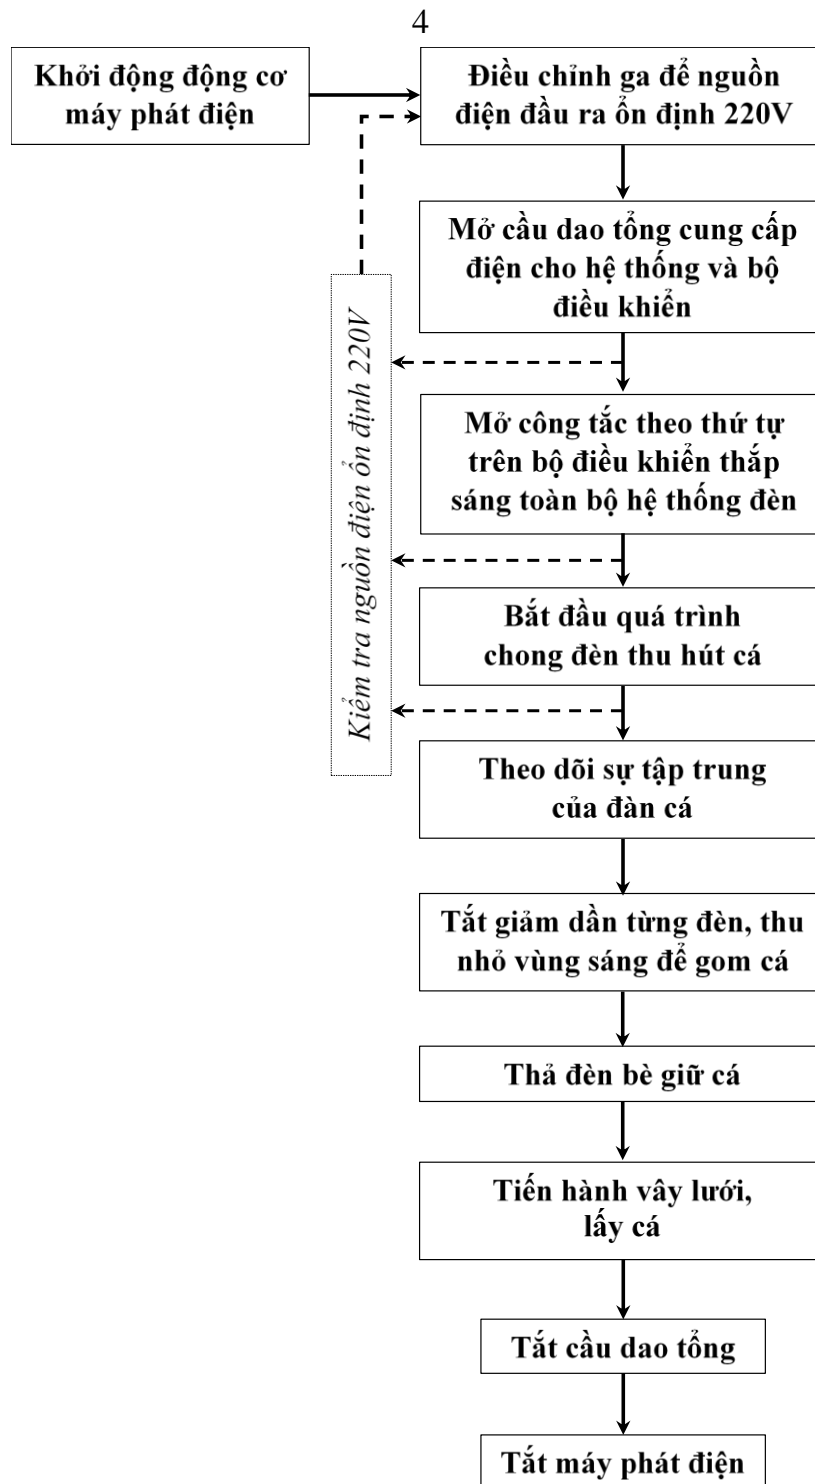 4
Khởi động động cơ
máy phát điện
Điều chỉnh ga để nguồn
điện đầu ra ổn định 220V
Mở cầu dao tổng cung cấp
điện cho hệ thống và bộ
điều khiển
Kiểm tra nguồn điện ổn định 220V
Mở công tắc theo thứ tự
trên bộ điều khiển thắp
sáng toàn bộ hệ thống đèn
Bắt đầu quá trình
chong đèn thu hút cá
Theo dõi sự tập trung
của đàn cá
Tắt giảm dần từng đèn, thu
nhỏ vùng sáng để gom cá
Thả đèn bè giữ cá
Tiến hành vây lưới,
lấy cá
Tắt cầu dao tổng
Tắt máy phát điện